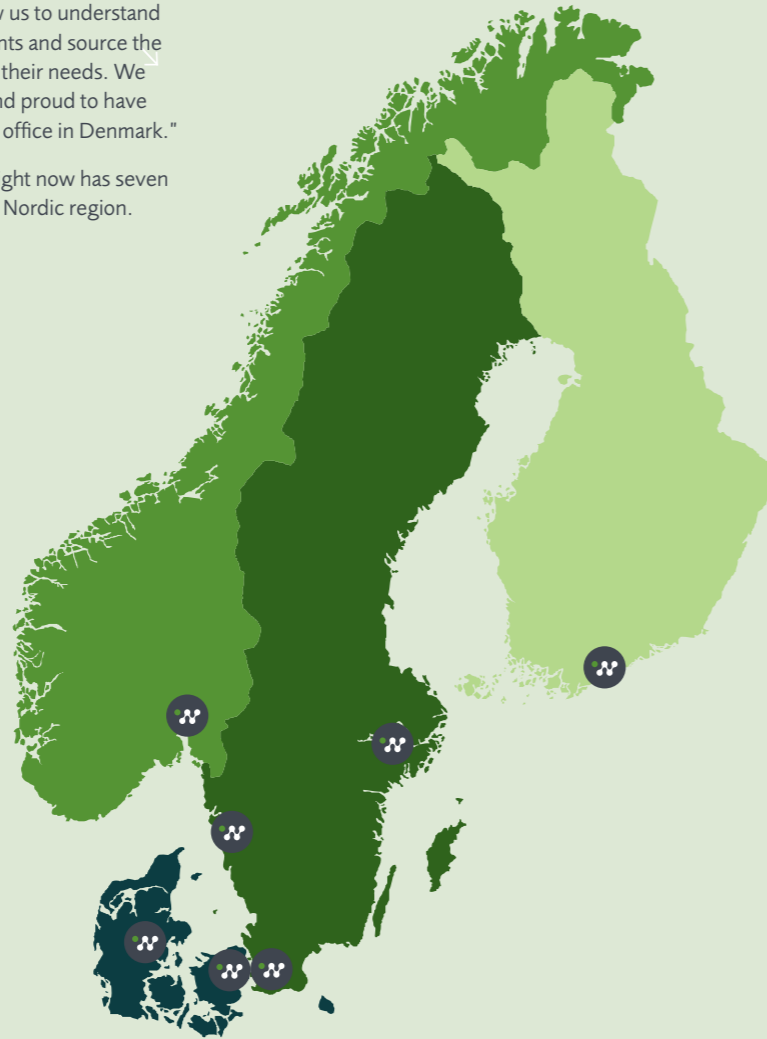 us to understand
nts and source the
their needs. We
nd proud to have
office in Denmark."
ght now has seven
Nordic region.